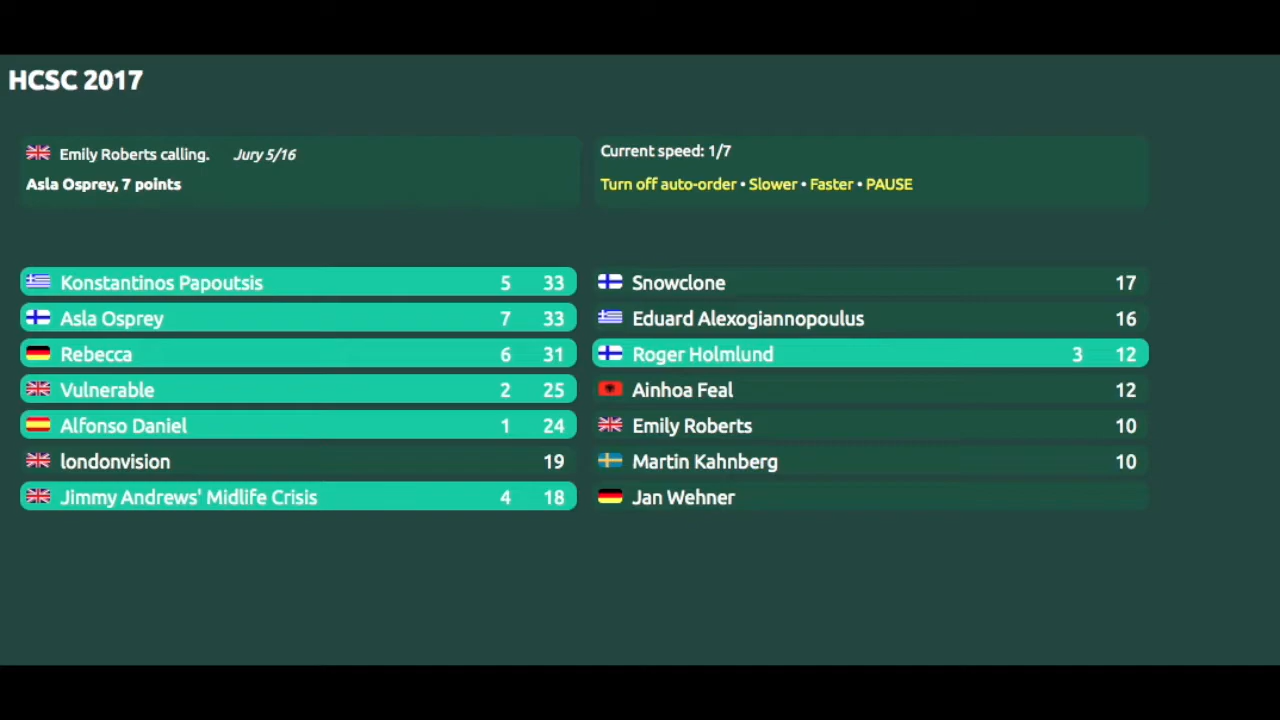 HCSC 2017
Emily Roberts calling. Jury 5/16
Asla Osprey, 7 points
Current speed: 1/7
Turn off auto-order • Slower • Faster • PAUSE
Konstantinos Papoutsis 5 33
Asla Osprey 7 33
Rebecca 6 31
Vulnerable 2 25
Alfonso Daniel 1 24
londonvision 19
Jimmy Andrews' Midlife Crisis 4 18
Snowclone 17
Eduard Alexogiannopoulus 16
Roger Holmlund 3 12
Ainhoa Feal 12
Emily Roberts 10
Martin Kahnberg 10
Jan Wehner